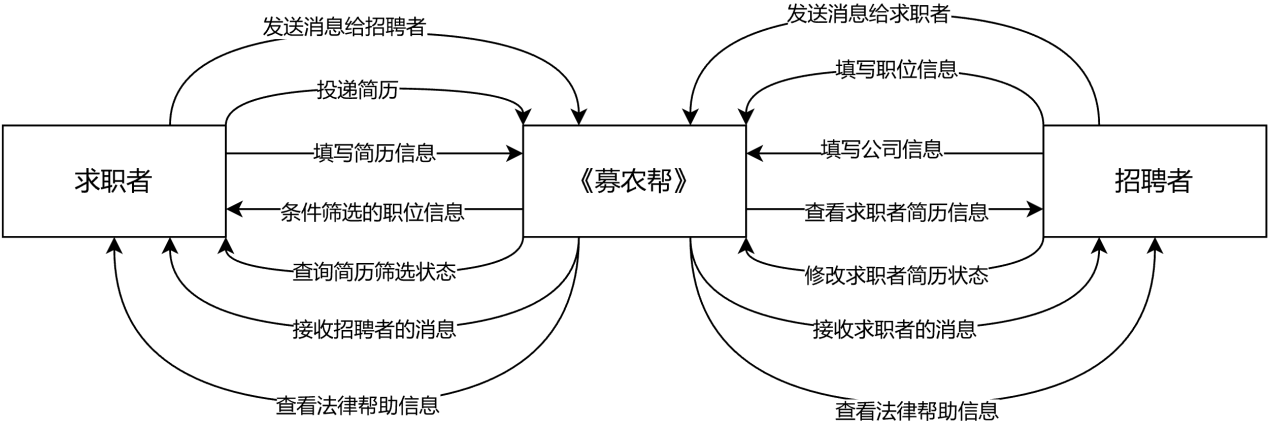 发送消息给招聘者
发送消息给求职者
投递简历
填写职位信息
填写简历信息
填写公司信息
求职者
《募农帮》
招聘者
条件筛选的职位信息
查看求职者简历信息
查询简历筛选状态
修改求职者简历状态
接收招聘者的消息
接收求职者的消息
查看法律帮助信息
查看法律帮助信息